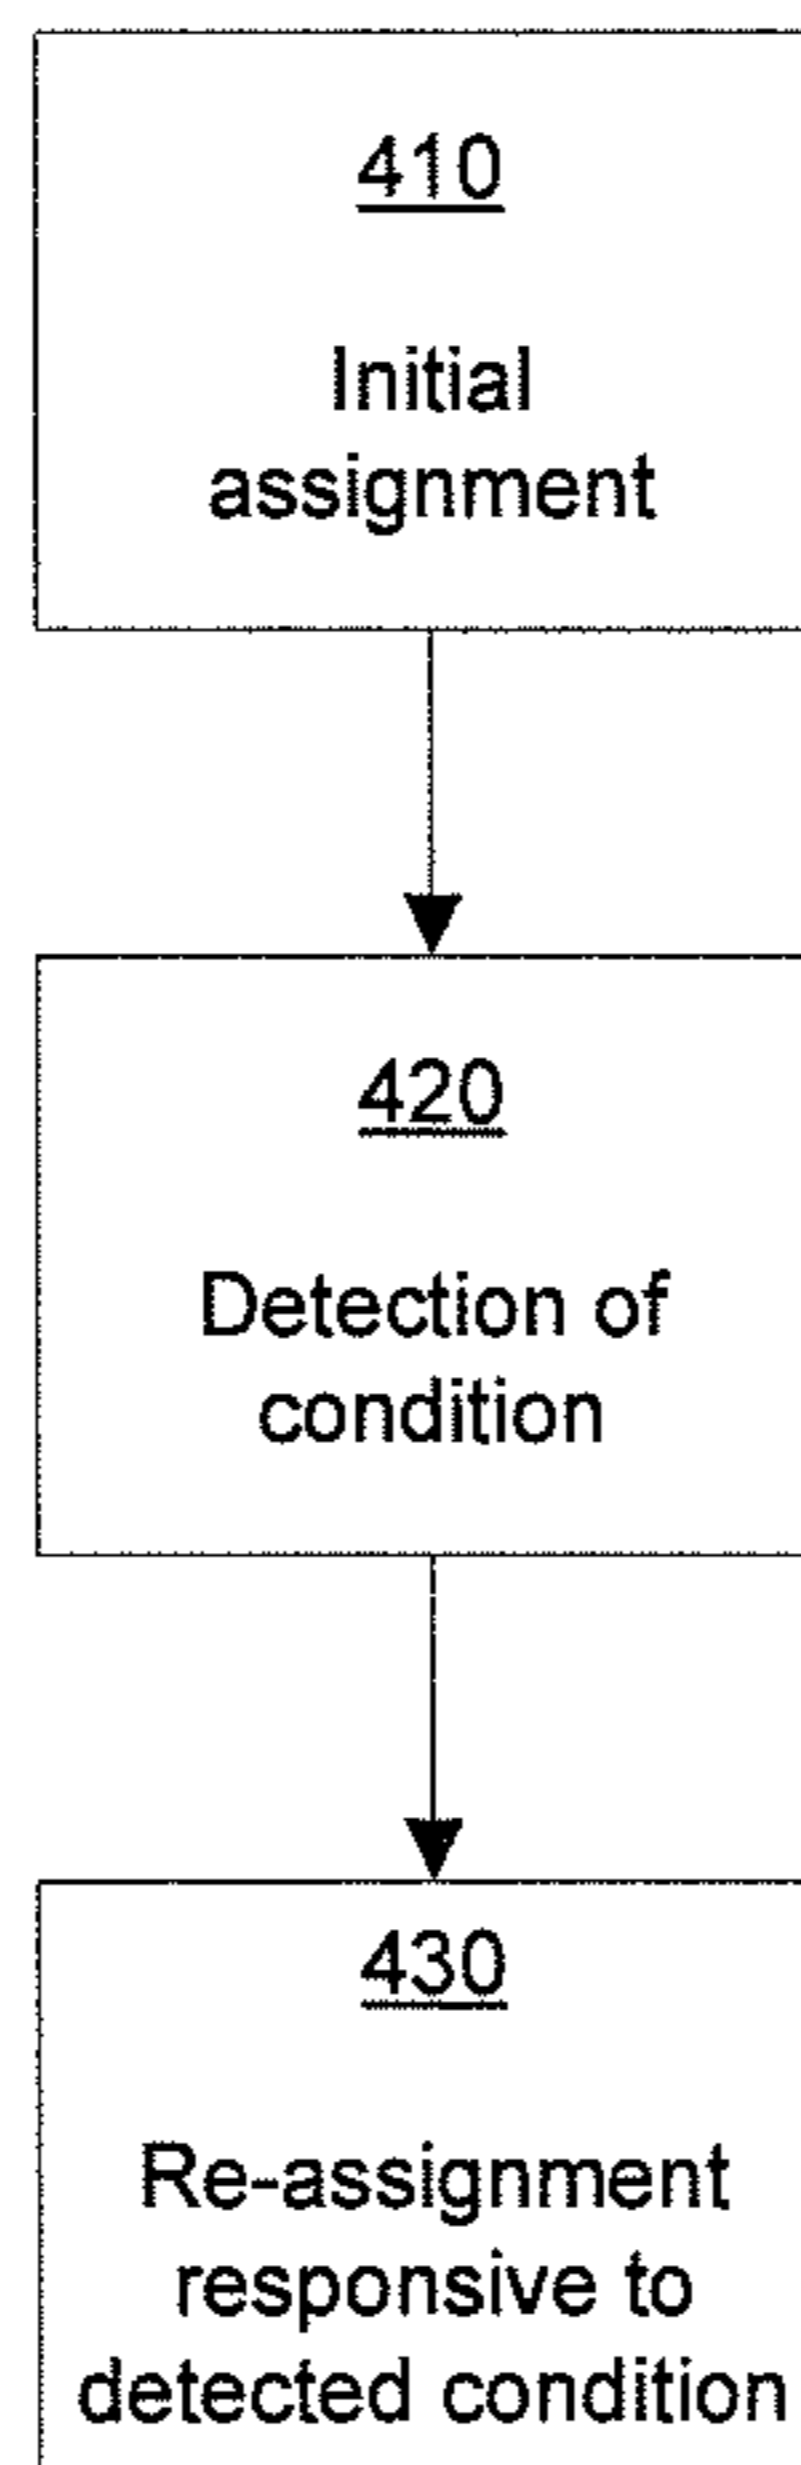 410
Initial
assignment
420
Detection of
condition
430
Re-assignment
responsive to
detected condition